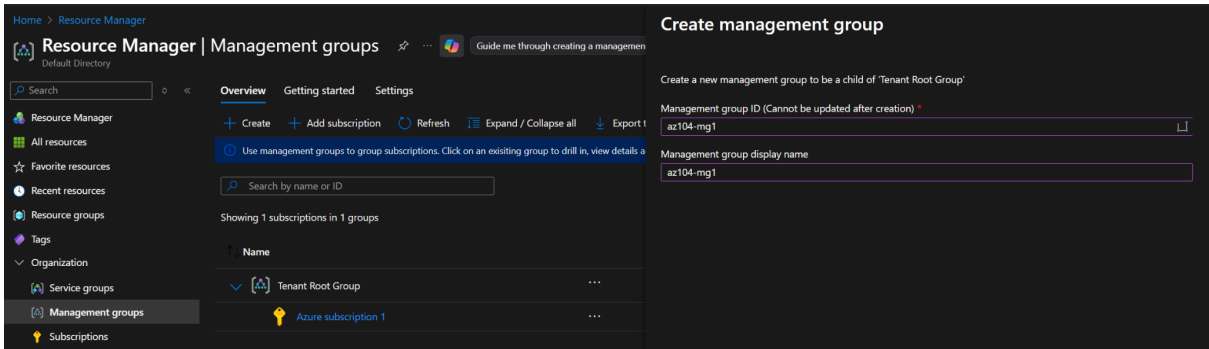 Home > Resource Manager
Resource Manager | Management groups
Default Directory
Guide me through creating a managemen
Search
Resource Manager
All resources
Favorite resources
Recent resources
Resource groups
Tags
Organization
Service groups
Management groups
Subscriptions
Overview Getting started Settings
Create Add subscription Refresh Expand / Collapse all Export t
Use management groups to group subscriptions. Click on an exisiting group to drill in, view details a
Search by name or ID
Showing 1 subscriptions in 1 groups
Name
Tenant Root Group
Azure subscription 1
Create management group
Create a new management group to be a child of 'Tenant Root Group'
Management group ID (Cannot be updated after creation) *
az104-mg1
Management group display name
az104-mg1